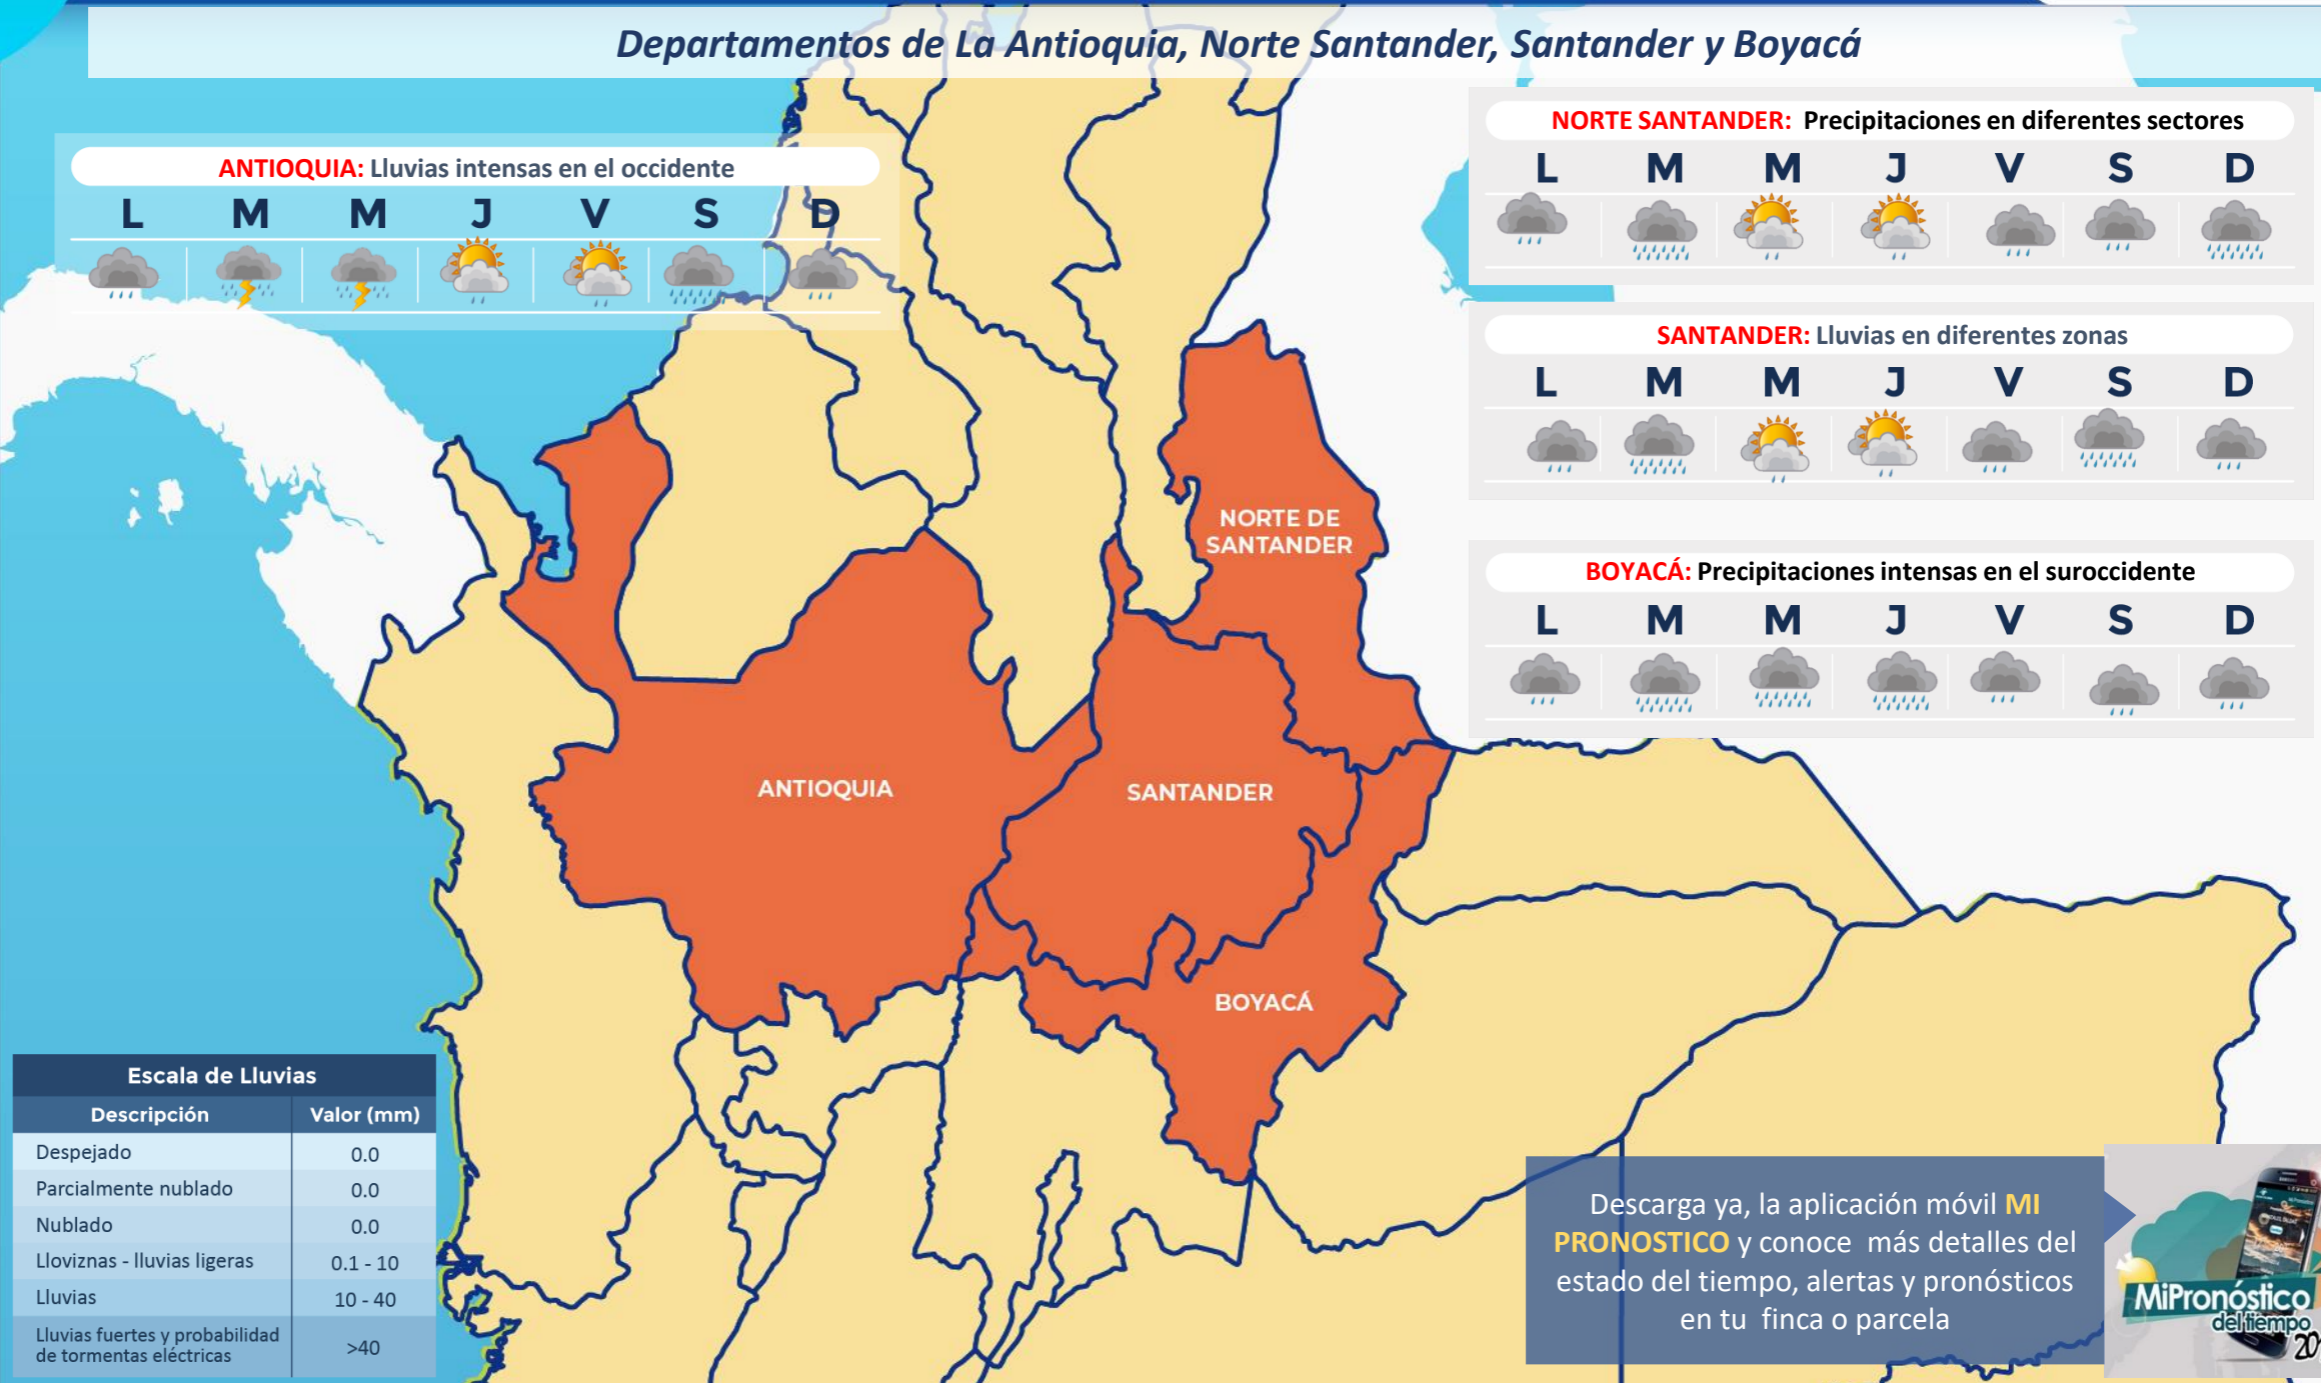 Departamentos de La Antioquia, Norte Santander, Santander y Boyacá
ANTIOQUIA: Lluvias intensas en el occidente
L M M J V S D
NORTE SANTANDER: Precipitaciones en diferentes sectores
L M M J V S D
SANTANDER: Lluvias en diferentes zonas
L M M J V S D
BOYACÁ: Precipitaciones intensas en el suroccidente
L M M J V S D
NORTE DE
SANTANDER
ANTIOQUIA
SANTANDER
BOYACÁ
Escala de Lluvias
Descripción Valor (mm)
Despejado 0.0
Parcialmente nublado 0.0
Nublado 0.0
Lloviznas - lluvias ligeras 0.1 - 10
Lluvias 10 - 40
Lluvias fuertes y probabilidad
de tormentas eléctricas >40
Descarga ya, la aplicación móvil MI
PRONOSTICO y conoce más detalles del
estado del tiempo, alertas y pronósticos
en tu finca o parcela
MiPronóstico
del tiempo